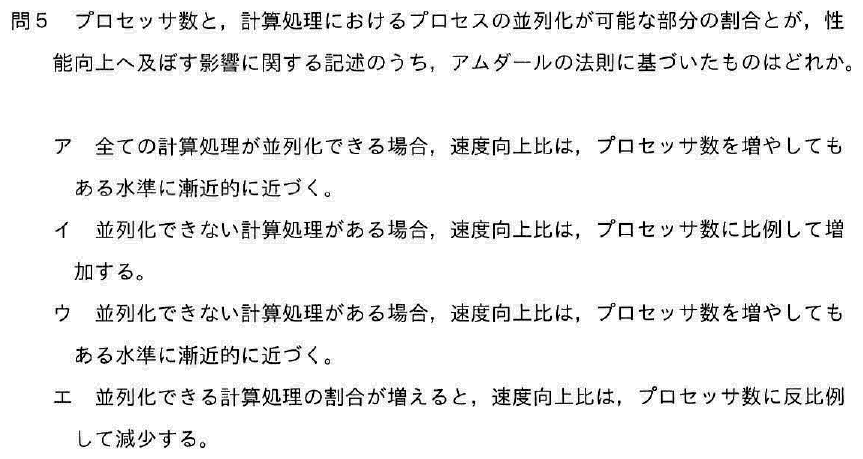 問5 プロセッサ数と，計算処理におけるプロセスの並列化が可能な部分の割合とが，性
能向上へ及ぼす影響に関する記述のうち，アムダールの法則に基づいたものはどれか。
ア 全ての計算処理が並列化できる場合，速度向上比は，プロセッサ数を増やしても
ある水準に漸近的に近づく。
イ 並列化できない計算処理がある場合，速度向上比は，プロセッサ数に比例して増
加する。
ウ 並列化できない計算処理がある場合，速度向上比は，プロセッサ数を増やしても
ある水準に漸近的に近づく。
エ 並列化できる計算処理の割合が増えると，速度向上比は，プロセッサ数に反比例
して減少する。